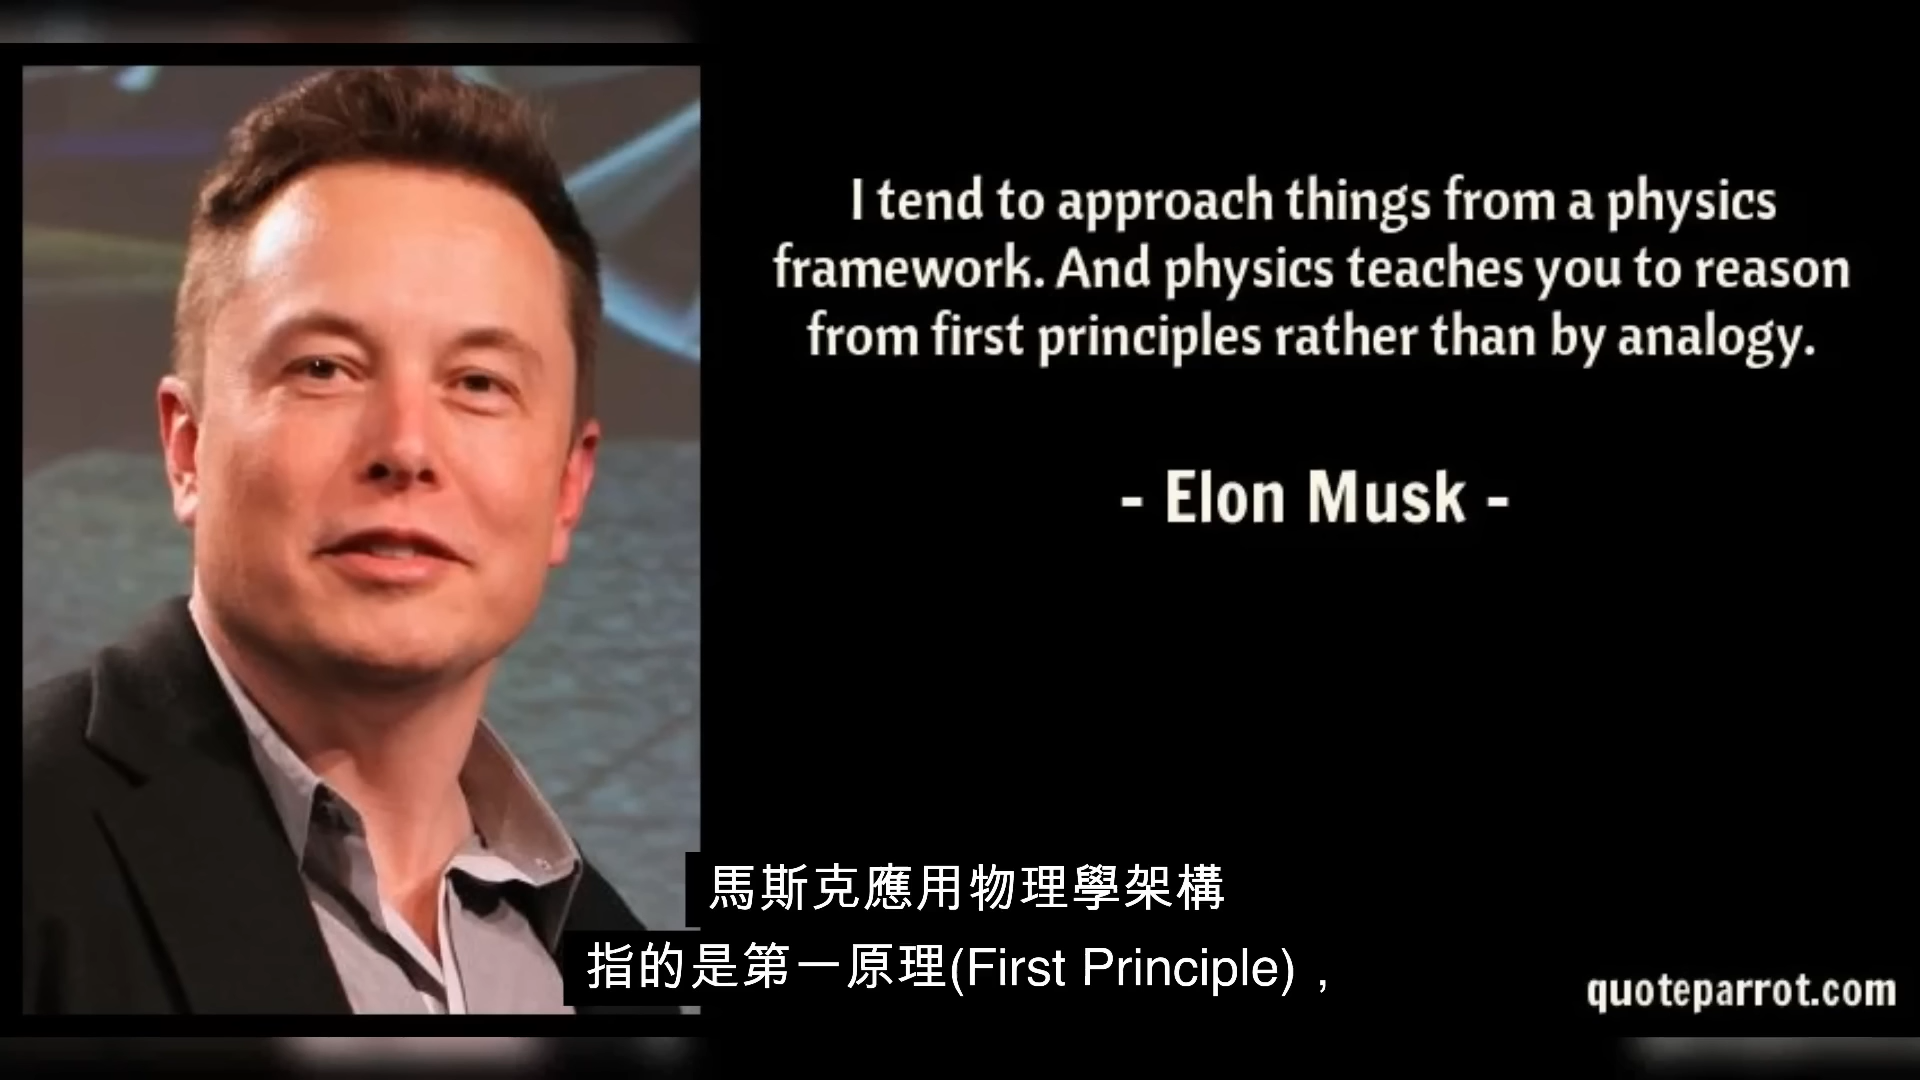 I tend to approach things from a physics
framework. And physics teaches you to reason
from first principles rather than by analogy.
- Elon Musk -
馬斯克應用物理學架構
指的是第一原理(First Principle)，
quoteparrot.com